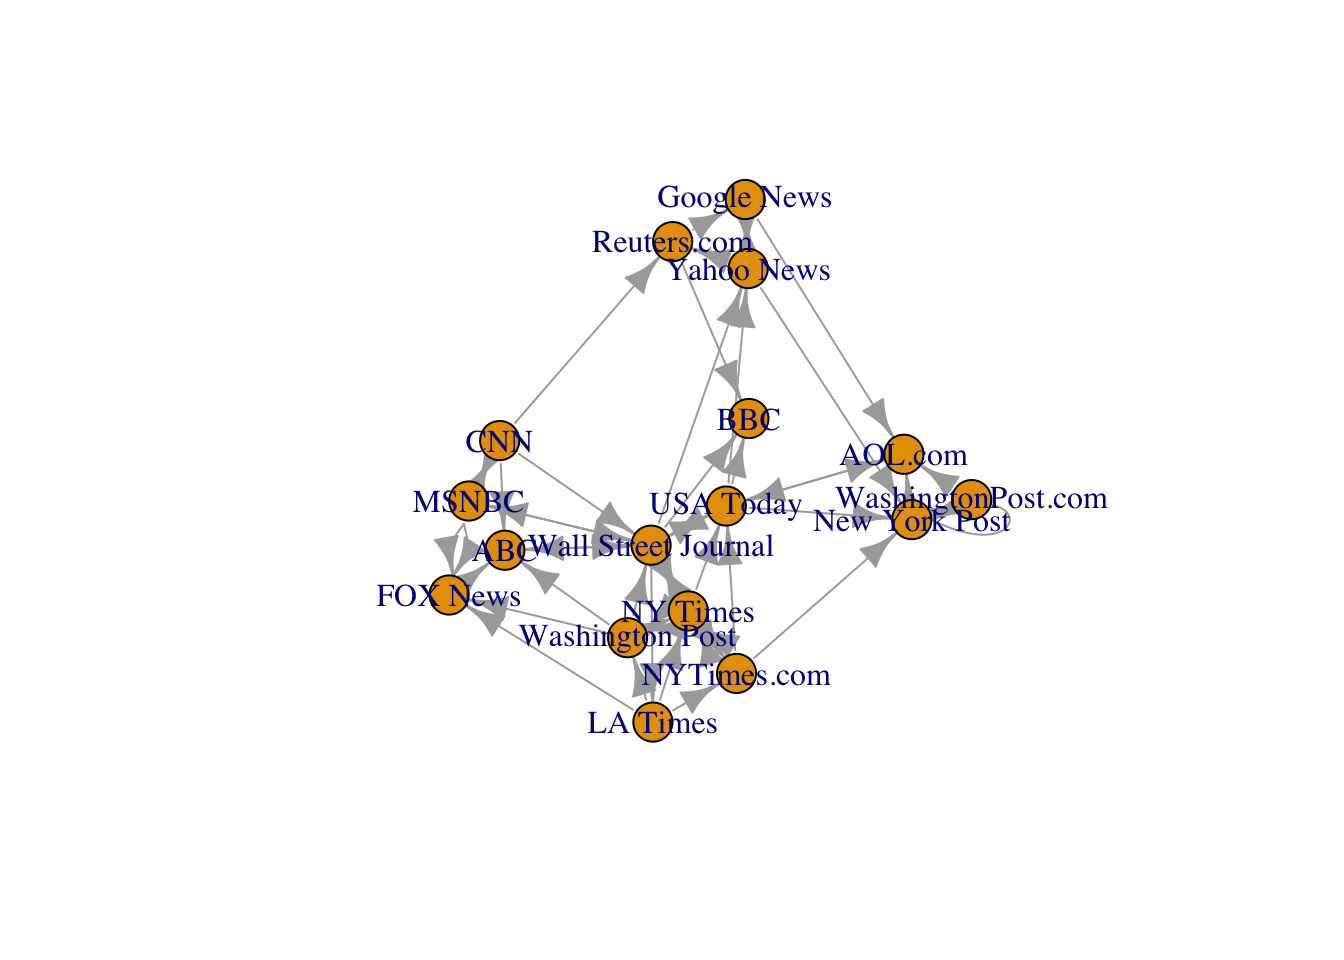 Google News
Reuters.com
Yahoo News
BBC
CNN
AOL.com
MSNBC
USA Today
WashingtonPost.com
New York Post
ABC
Wall Street Journal
FOX News
NY Times
Washington Post
NYTimes.com
LA Times